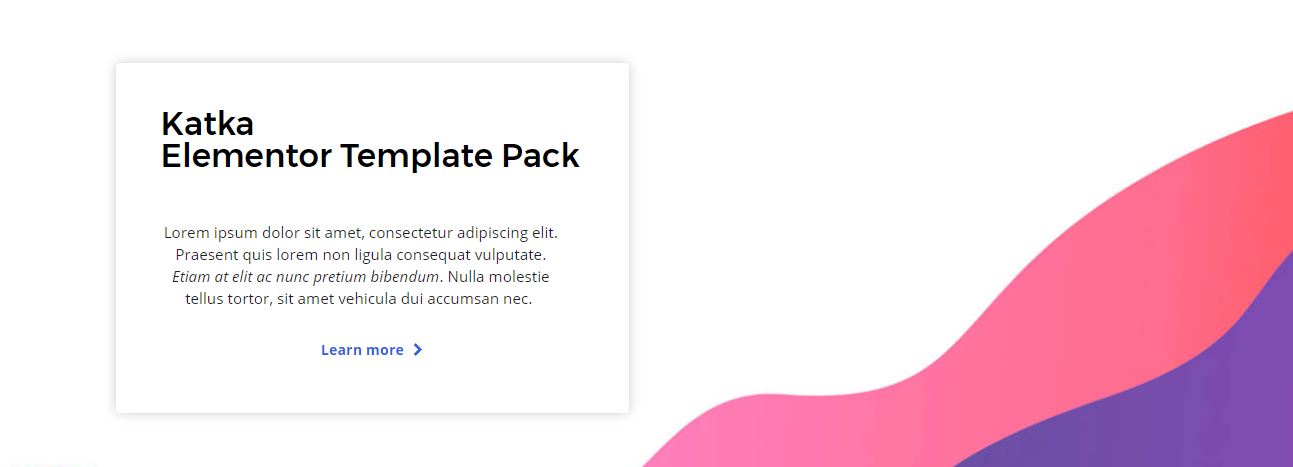 Katka
Elementor Template Pack
Lorem ipsum dolor sit amet, consectetur adipiscing elit.
Praesent quis lorem non ligula consequat vulputate.
Etiam at elit ac nunc pretium bibendum. Nulla molestie
tellus tortor, sit amet vehicula dui accumsan nec.
Learn more